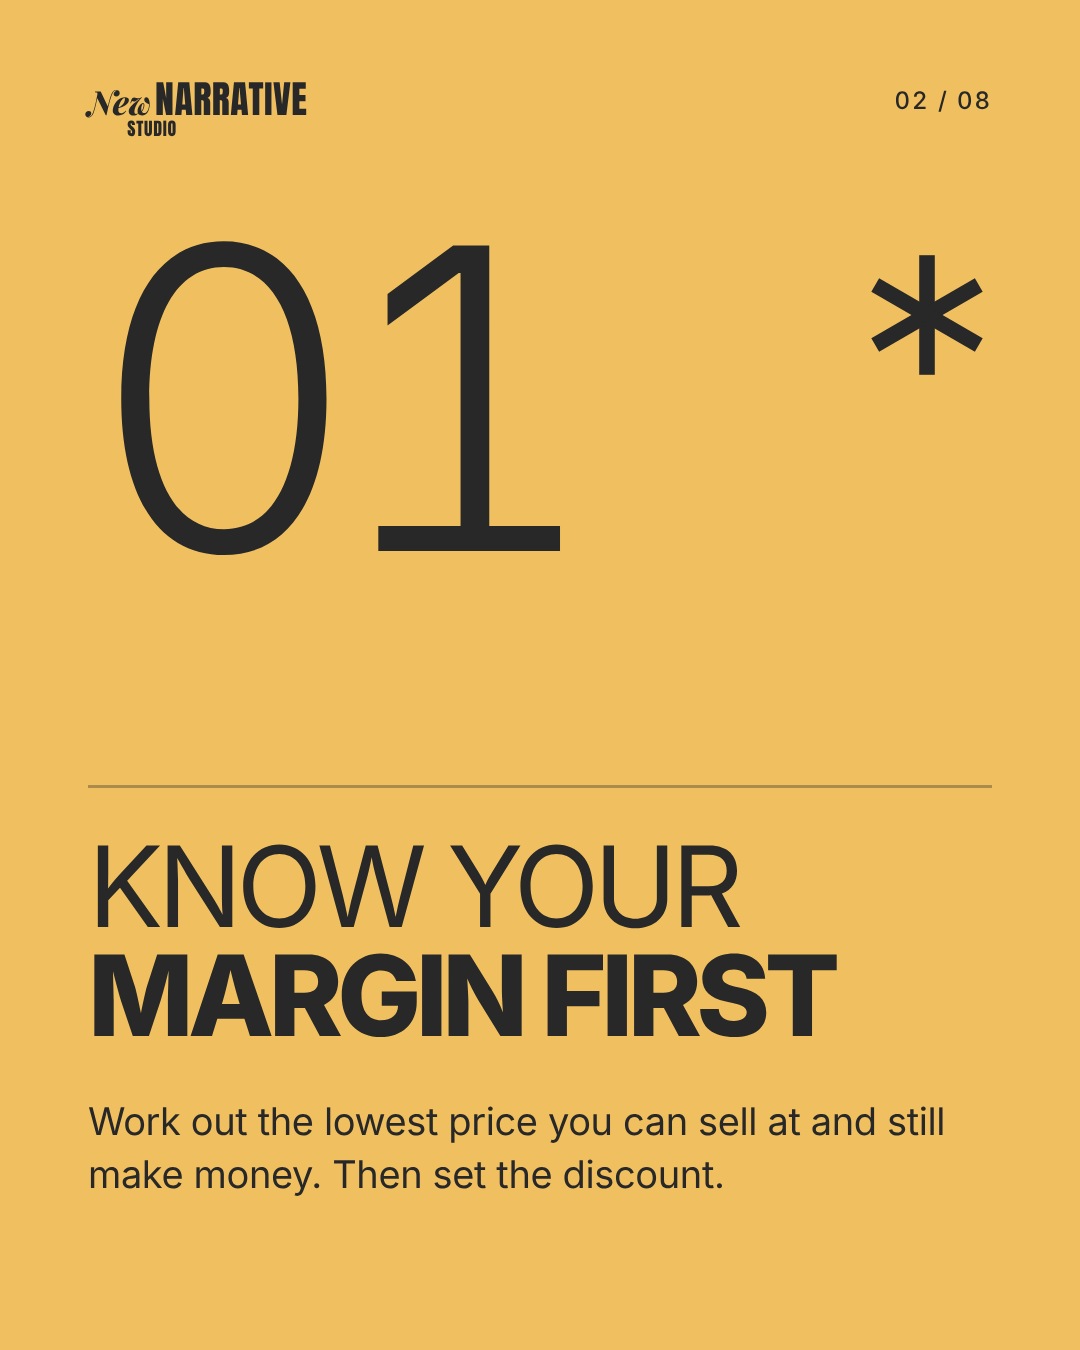 New NARRATIVE
STUDIO
02 / 08
01
*
KNOW YOUR
MARGIN FIRST
Work out the lowest price you can sell at and still
make money. Then set the discount.